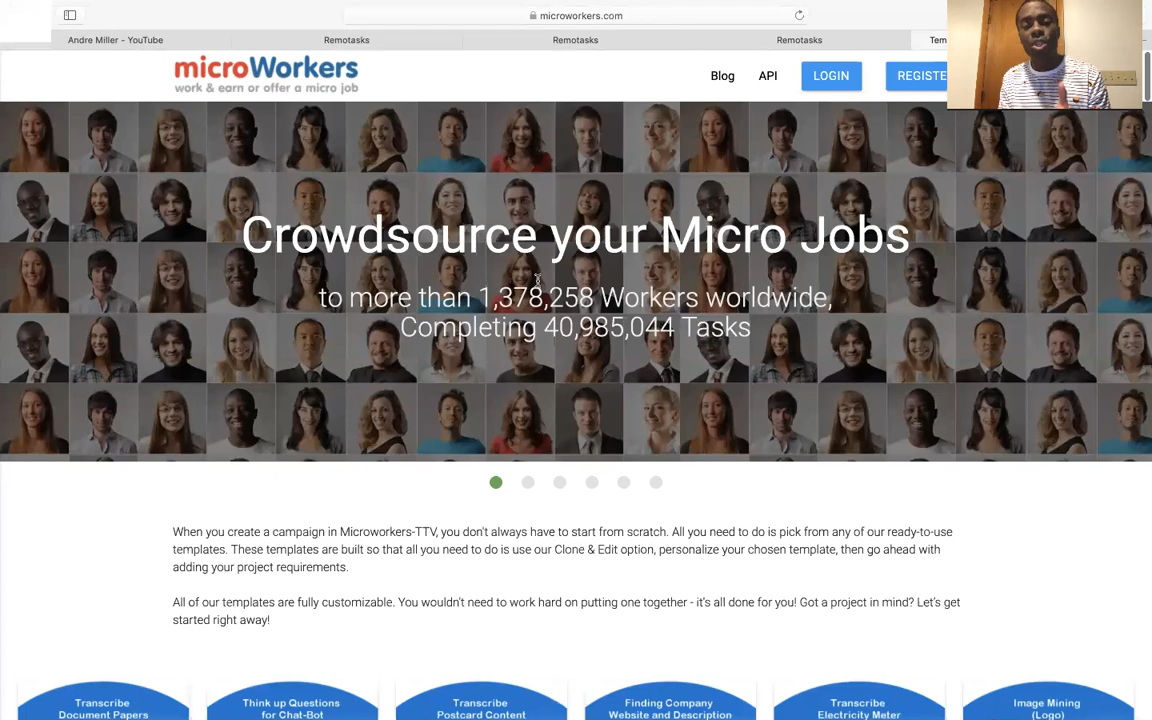 microworkers.com
Andre Miller - YouTube
Remotasks
Remotasks
Remotasks
Tem
microWorkers
work & earn or offer a micro job
Blog
API
LOGIN
REGISTE
Crowdsource your Micro Jobs
to more than 1,378,258 Workers worldwide,
Completing 40,985,044 Tasks
When you create a campaign in Microworkers-TTV, you don't always have to start from scratch. All you need to do is pick from any of our ready-to-use
templates. These templates are built so that all you need to do is use our Clone & Edit option, personalize your chosen template, then go ahead with
adding your project requirements.
All of our templates are fully customizable. You wouldn't need to work hard on putting one together - it's all done for you! Got a project in mind? Let's get
started right away!
Transcribe
Document Papers
Think up Questions
for Chat-Bot
Transcribe
Postcard Content
Finding Company
Website and Description
Transcribe
Electricity Meter
Image Mining
(Logo)